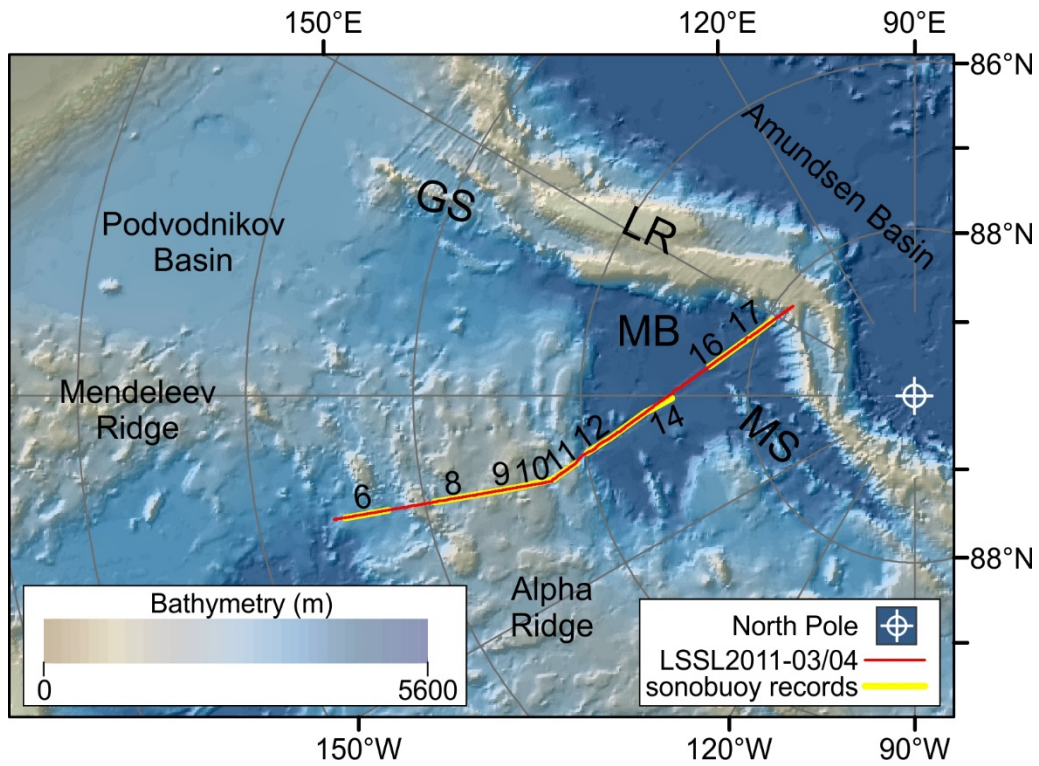 150°E
120°E
90°E
86°N
Amundsen Basin
GS
LR
Podvodnikov
Basin
88°N
MB
17
16
Mendeleev
Ridge
MS
14
12
11
10
9
8
6
88°N
Alpha
Ridge
Bathymetry (m)
0
5600
North Pole
LSSL2011-03/04
sonobuoy records
150°W
120°W
90°W